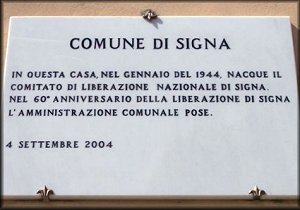 COMUNE DI SIGNA
IN QUESTA CASA, NEL GENNAIO DEL 1944, NACQUE IL
COMITATO DI LIBERAZIONE NAZIONALE DI SIGNA.
NEL 60° ANNIVERSARIO DELLA LIBERAZIONE DI SIGNA
L'AMMINISTRAZIONE COMUNALE POSE.
4 SETTEMBRE 2004